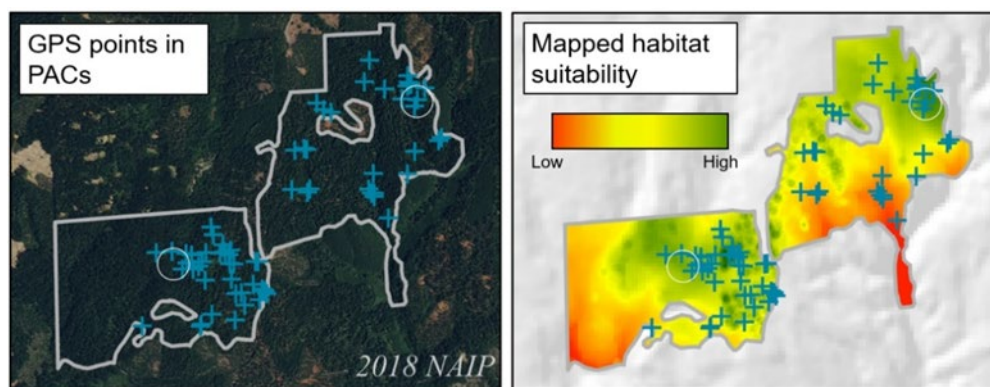 GPS points in
PACs
2018 NAIP
Mapped habitat
suitability
Low High